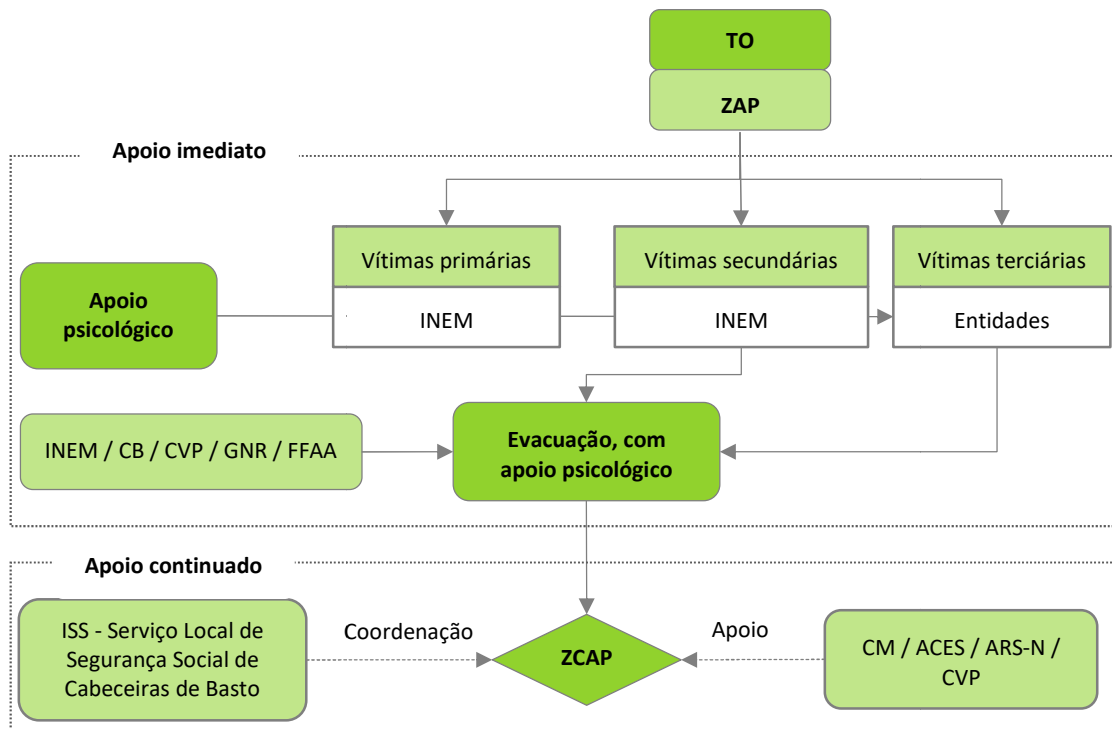 TO
ZAP
Apoio imediato
Vítimas primárias
INEM
Vítimas secundárias
INEM
Vítimas terciárias
Entidades
Apoio
psicológico
INEM / CB / CVP / GNR / FFAA
Evacuação, com
apoio psicológico
Apoio continuado
ISS - Serviço Local de
Segurança Social de
Cabeceiras de Basto
Coordenação
ZCAP
Apoio
CM / ACES / ARS-N /
CVP